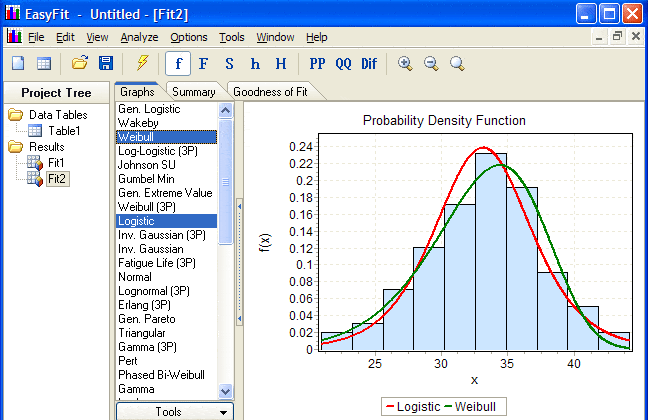 EasyFit - Untitled - [Fit2]
File Edit View Analyze Options Tools Window Help
f F S h H PP QQ Dif
Project Tree
Data Tables
Table1
Results
Fit1
Fit2
Graphs Summary Goodness of Fit
Gen. Logistic
Wakeby
Weibull
Log-Logistic (3P)
Johnson SU
Gumbel Min
Gen. Extreme Value
Weibull (3P)
Logistic
Inv. Gaussian (3P)
Inv. Gaussian
Fatigue Life (3P)
Normal
Lognormal (3P)
Erlang (3P)
Gen. Pareto
Triangular
Gamma (3P)
Pert
Phased Bi-Weibull
Gamma
Tools
Probability Density Function
f(x)
0.24
0.22
0.2
0.18
0.16
0.14
0.12
0.1
0.08
0.06
0.04
0.02
0
25 30 35 40
x
Logistic Weibull